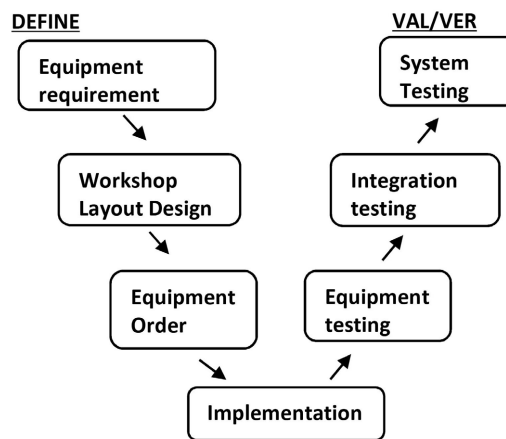 DEFINE
VAL/VER
Equipment
requirement
System
Testing
Workshop
Layout Design
Integration
testing
Equipment
Order
Equipment
testing
Implementation